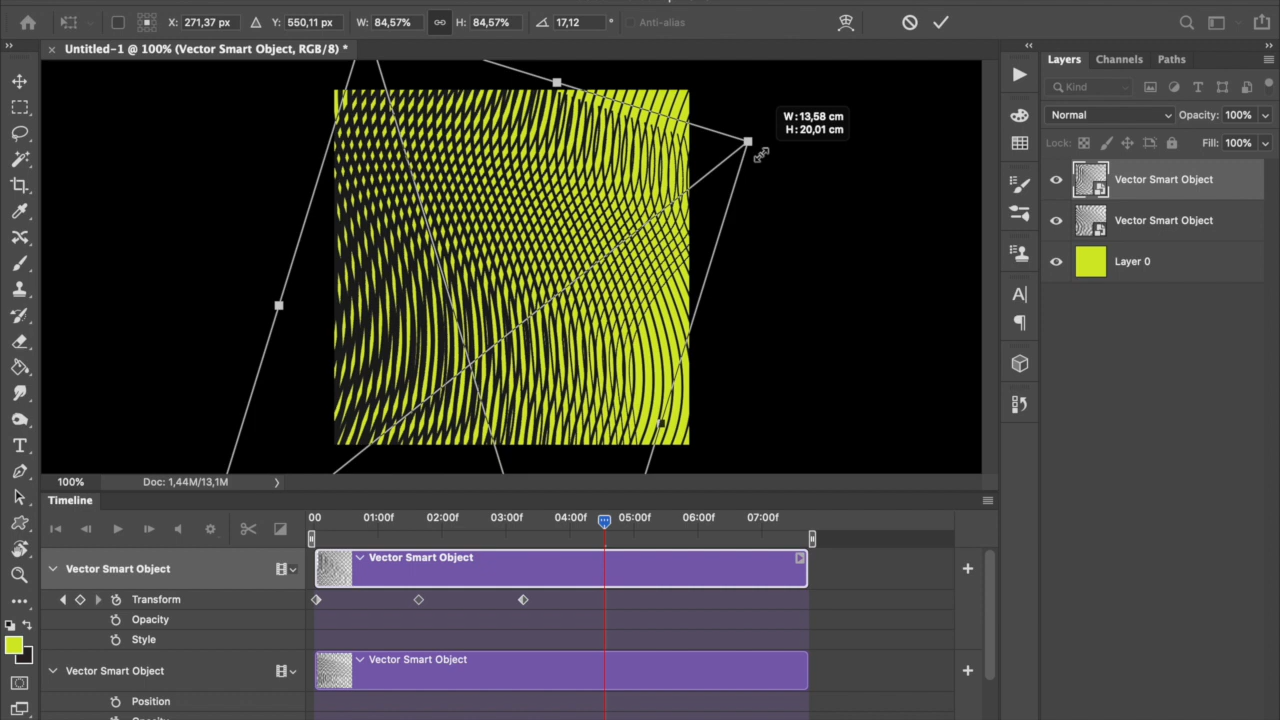 X: 271,37 px Y: 550,11 px W: 84,57% H: 84,57% 17,12 ° Anti-alias
Untitled-1 @ 100% (Vector Smart Object, RGB/8) *
W: 13,58 cm
H: 20,01 cm
100% Doc: 1,44M/13,1M
Layers Channels Paths
Kind
Normal Opacity: 100%
Lock: Fill: 100%
Vector Smart Object
Vector Smart Object
Layer 0
Timeline
00 01:00f 02:00f 03:00f 04:00f 05:00f 06:00f 07:00f
Vector Smart Object Vector Smart Object
Transform
Opacity
Style
Vector Smart Object Vector Smart Object
Position